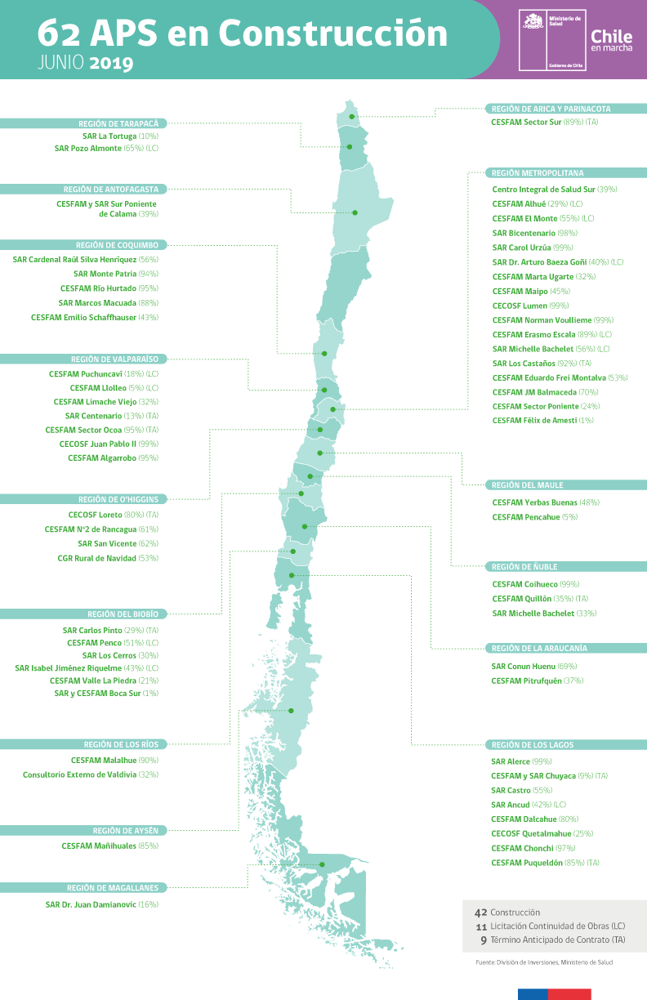 62 APS en Construcción
JUNIO 2019
Ministerio de
Salud
Gobierno de Chile
Chile
en marcha
REGIÓN DE TARAPACÁ
SAR La Tortuga (10%)
SAR Pozo Almonte (65%) (LC)
REGIÓN DE ANTOFAGASTA
CESFAM y SAR Sur Poniente
de Calama (39%)
REGIÓN DE COQUIMBO
SAR Cardenal Raúl Silva Henríquez (56%)
SAR Monte Patria (94%)
CESFAM Río Hurtado (95%)
SAR Marcos Macuada (88%)
CESFAM Emilio Schaffhauser (43%)
REGIÓN DE VALPARAÍSO
CESFAM Puchuncaví (18%) (LC)
CESFAM Llolleo (5%) (LC)
CESFAM Limache Viejo (32%)
SAR Centenario (13%) (TA)
CESFAM Sector Ocoa (95%) (TA)
CECOSF Juan Pablo II (99%)
CESFAM Algarrobo (95%)
REGIÓN DE O'HIGGINS
CECOSF Loreto (80%) (TA)
CESFAM Nº2 de Rancagua (61%)
SAR San Vicente (62%)
CGR Rural de Navidad (53%)
REGIÓN DEL BIOBÍO
SAR Carlos Pinto (29%) (TA)
CESFAM Penco (51%) (LC)
SAR Los Cerros (30%)
SAR Isabel Jiménez Riquelme (43%) (LC)
CESFAM Valle La Piedra (21%)
SAR y CESFAM Boca Sur (1%)
REGIÓN DE LOS RÍOS
CESFAM Malalhue (90%)
Consultorio Externo de Valdivia (32%)
REGIÓN DE AYSÉN
CESFAM Mañihuales (85%)
REGIÓN DE MAGALLANES
SAR Dr. Juan Damianovic (16%)
REGIÓN DE ARICA Y PARINACOTA
CESFAM Sector Sur (89%) (TA)
REGIÓN METROPOLITANA
Centro Integral de Salud Sur (39%)
CESFAM Alhué (29%) (LC)
CESFAM El Monte (55%) (LC)
SAR Bicentenario (98%)
SAR Carol Urzúa (99%)
SAR Dr. Arturo Baeza Goñi (40%) (LC)
CESFAM Marta Ugarte (32%)
CESFAM Maipo (45%)
CECOSF Lumen (99%)
CESFAM Norman Voullieme (99%)
CESFAM Erasmo Escala (89%) (LC)
SAR Michelle Bachelet (56%) (LC)
SAR Los Castaños (92%) (TA)
CESFAM Eduardo Frei Montalva (53%)
CESFAM JM Balmaceda (70%)
CESFAM Sector Poniente (24%)
CESFAM Félix de Amesti (1%)
REGIÓN DEL MAULE
CESFAM Yerbas Buenas (48%)
CESFAM Pencahue (5%)
REGIÓN DE ÑUBLE
CESFAM Coihueco (99%)
CESFAM Quillón (35%) (TA)
SAR Michelle Bachelet (33%)
REGIÓN DE LA ARAUCANÍA
SAR Conun Huenu (69%)
CESFAM Pitrufquén (37%)
REGIÓN DE LOS LAGOS
SAR Alerce (99%)
CESFAM y SAR Chuyaca (9%) (TA)
SAR Castro (55%)
SAR Ancud (42%) (LC)
CESFAM Dalcahue (80%)
CECOSF Quetalmahue (25%)
CESFAM Chonchi (97%)
CESFAM Puqueldón (85%) (TA)
42 Construcción
11 Licitación Continuidad de Obras (LC)
9 Término Anticipado de Contrato (TA)
Fuente: División de Inversiones, Ministerio de Salud